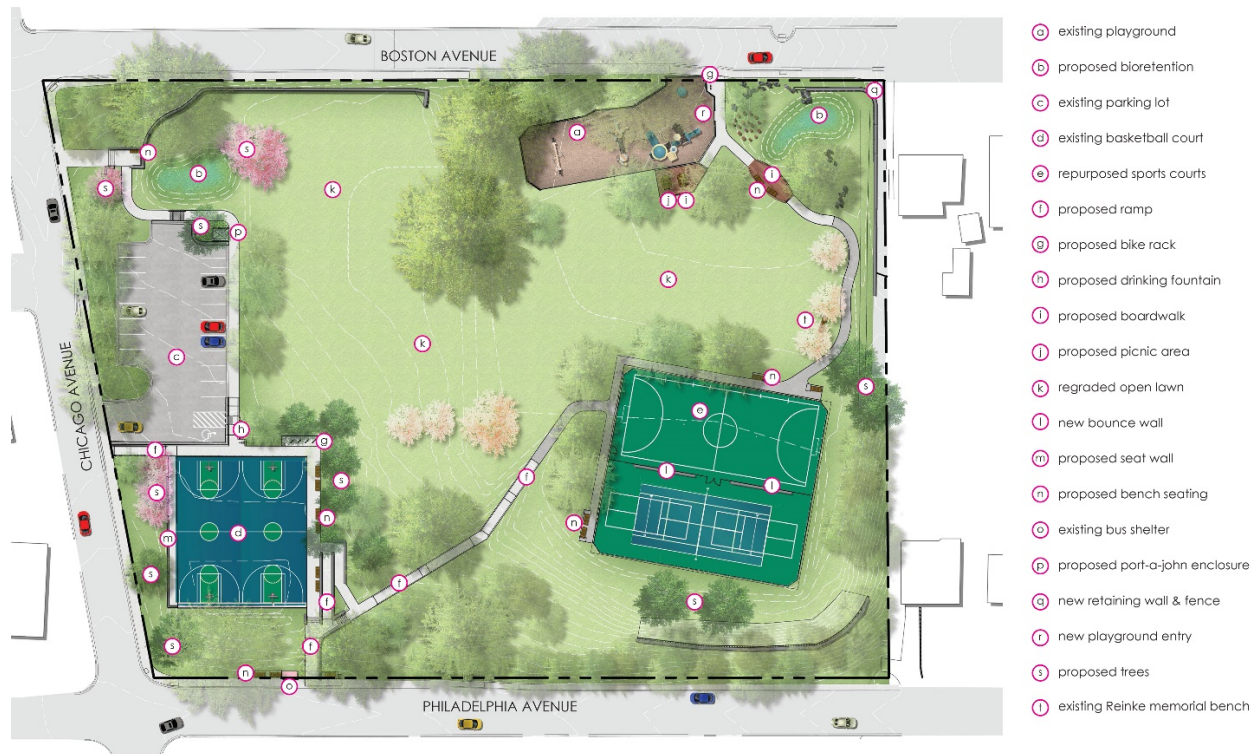 BOSTON AVENUE
g
q
r
b
a
s
n
b
i
s
k
n
j
i
s
p
k
t
k
c
n
s
e
CHICAGO AVENUE
h
g
f
l
f
s
l
s
n
n
d
m
s
f
f
s
s
f
n
o
PHILADELPHIA AVENUE
a existing playground
b proposed bioretention
c existing parking lot
d existing basketball court
e repurposed sports courts
f proposed ramp
g proposed bike rack
h proposed drinking fountain
i proposed boardwalk
j proposed picnic area
k regraded open lawn
l new bounce wall
m proposed seat wall
n proposed bench seating
o existing bus shelter
p proposed port-a-john enclosure
q new retaining wall & fence
r new playground entry
s proposed trees
t existing Reinke memorial bench